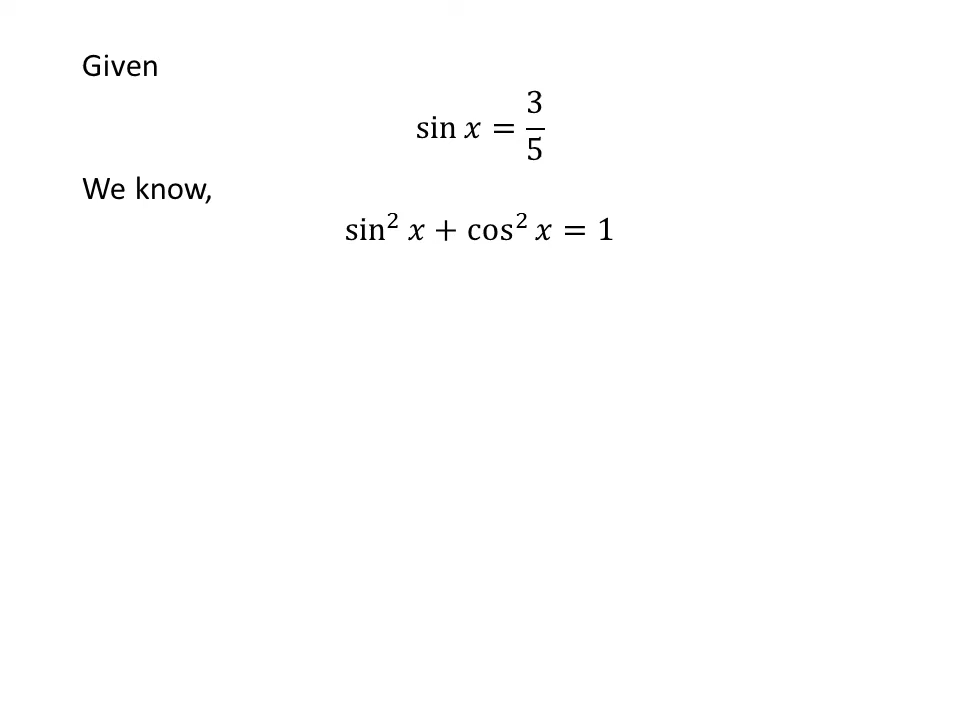 Given
sin 𝑥 = 3/5
We know,
sin² 𝑥 + cos² 𝑥 = 1